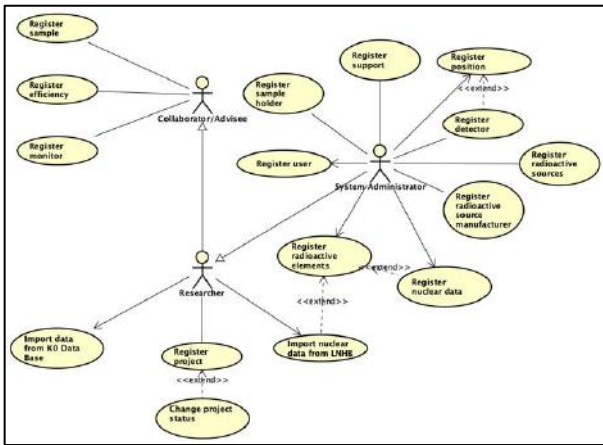 Register
sample
Register
efficiency
Register
monitor
Collaborator/Advisee
Register
support
Register
sample
holder
Register
position
<<extend>>
Register
detector
Register user
System Administrator
Register
radioactive
sources
Register
radioactive
source
manufacturer
Register
radioactive
elements
<<extend>>
Register
nuclear data
<<extend>>
Researcher
Import data
from K0 Data
Base
Register
project
Import nuclear
data from LNHB
<<extend>>
Change project
status